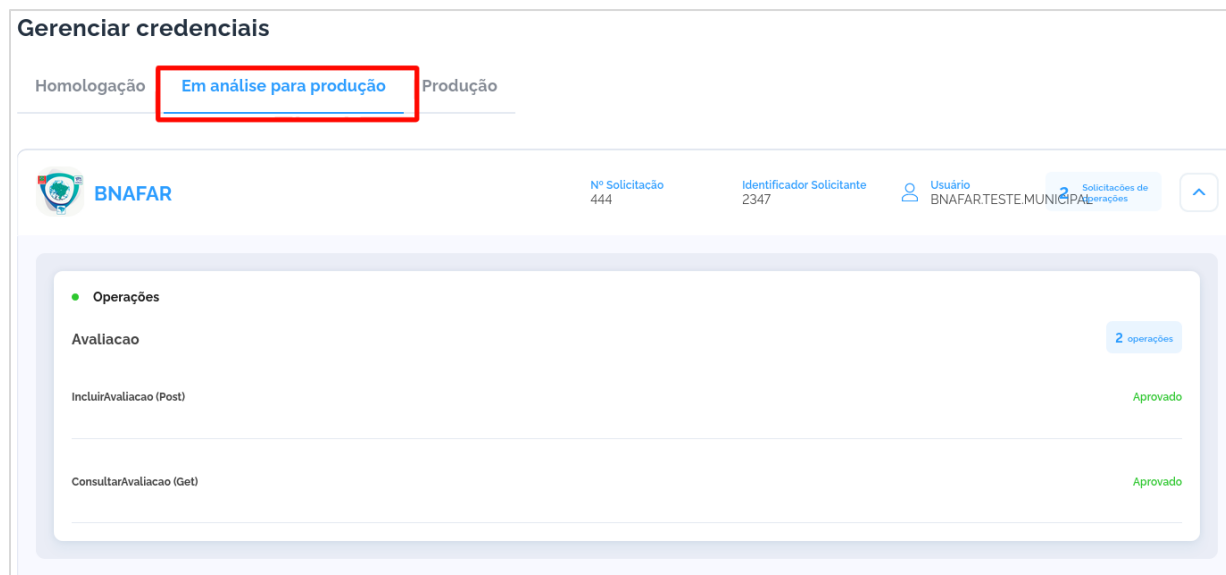 Gerenciar credenciais
Homologação Em análise para produção Produção
BNAFAR
Nº Solicitação
444
Identificador Solicitante
2347
Usuário
BNAFAR.TESTE.MUNICIPAL
2 Solicitacões de
operações
Operações
Avaliacao
2 operações
IncluirAvaliacao (Post) Aprovado
ConsultarAvaliacao (Get) Aprovado